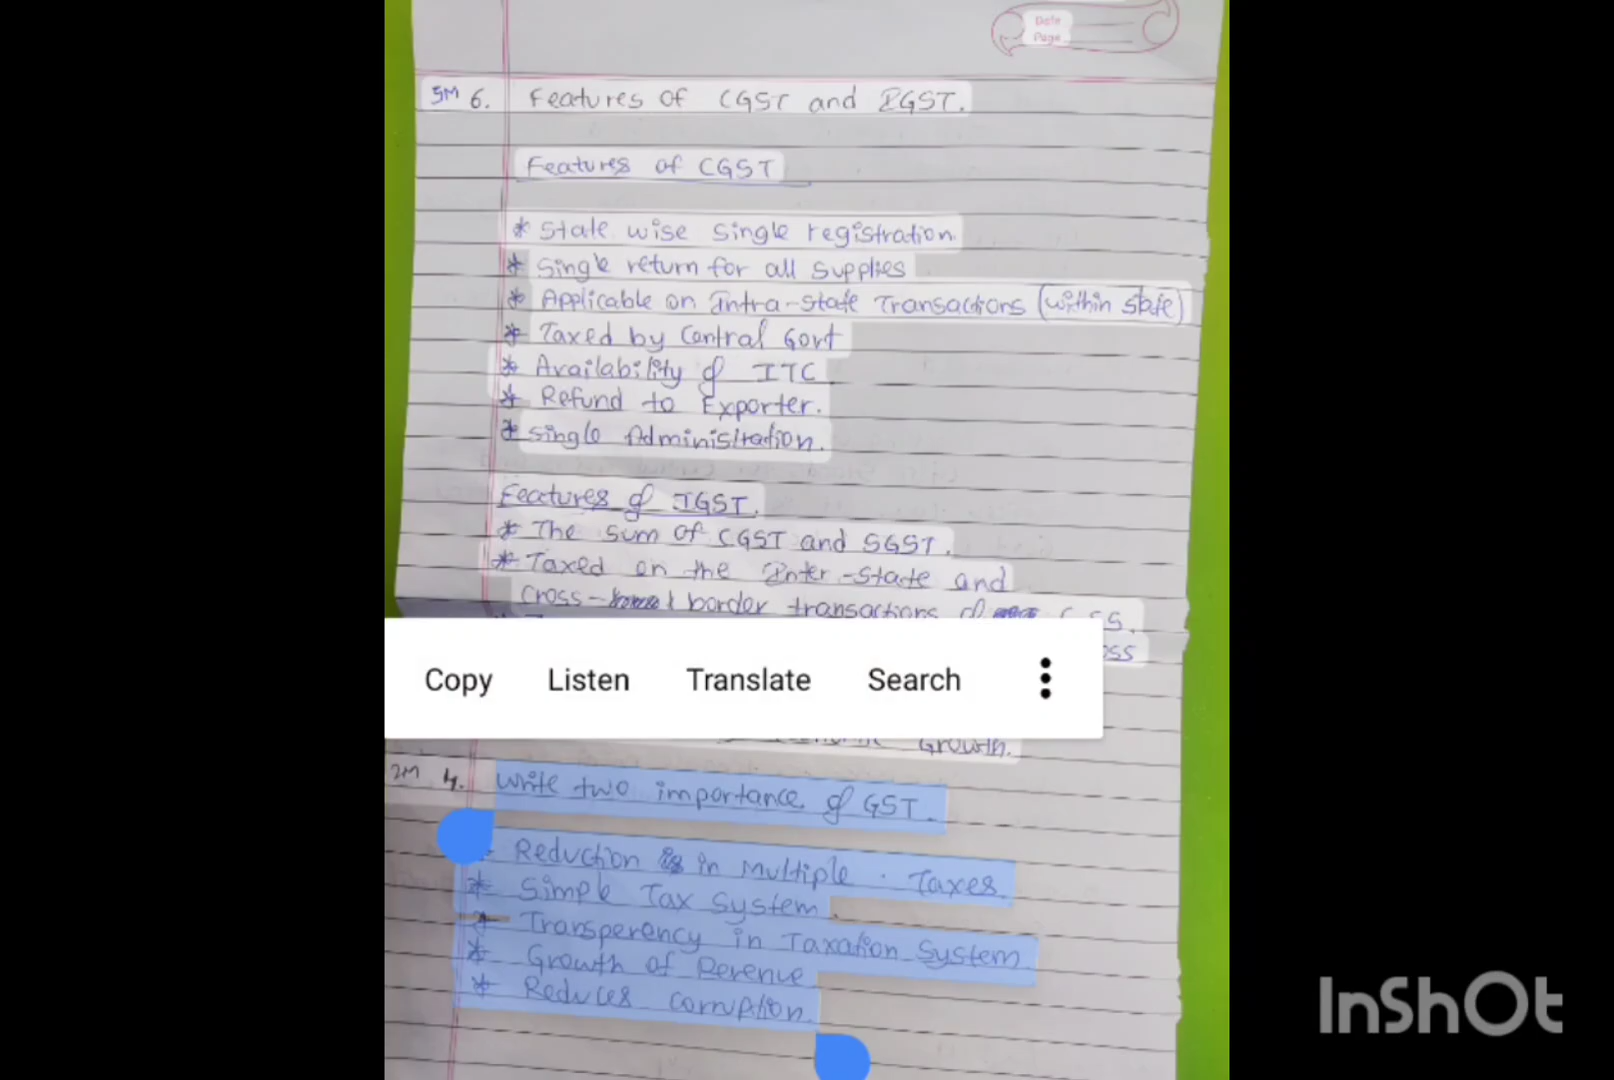 Date
Page
5M 6. Features of CGST and IGST.
Features of CGST
* State wise single registration.
* Single return for all supplies
* Applicable on Intra-state Transactions (within state)
* Taxed by Central Govt
* Availability of ITC
* Refund to Exporter.
* Single Administration.
Features of IGST.
* The sum of CGST and SGST.
* Taxed on the Inter-State and
cross- border transactions of
Copy Listen Translate Search
Growth.
2M 4. Write two importance of GST.
Reduction in Multiple. Taxes
* Simple Tax System.
* Transperency in Taxation System
* Growth of Revenue
* Reduces corruption.
InShOt